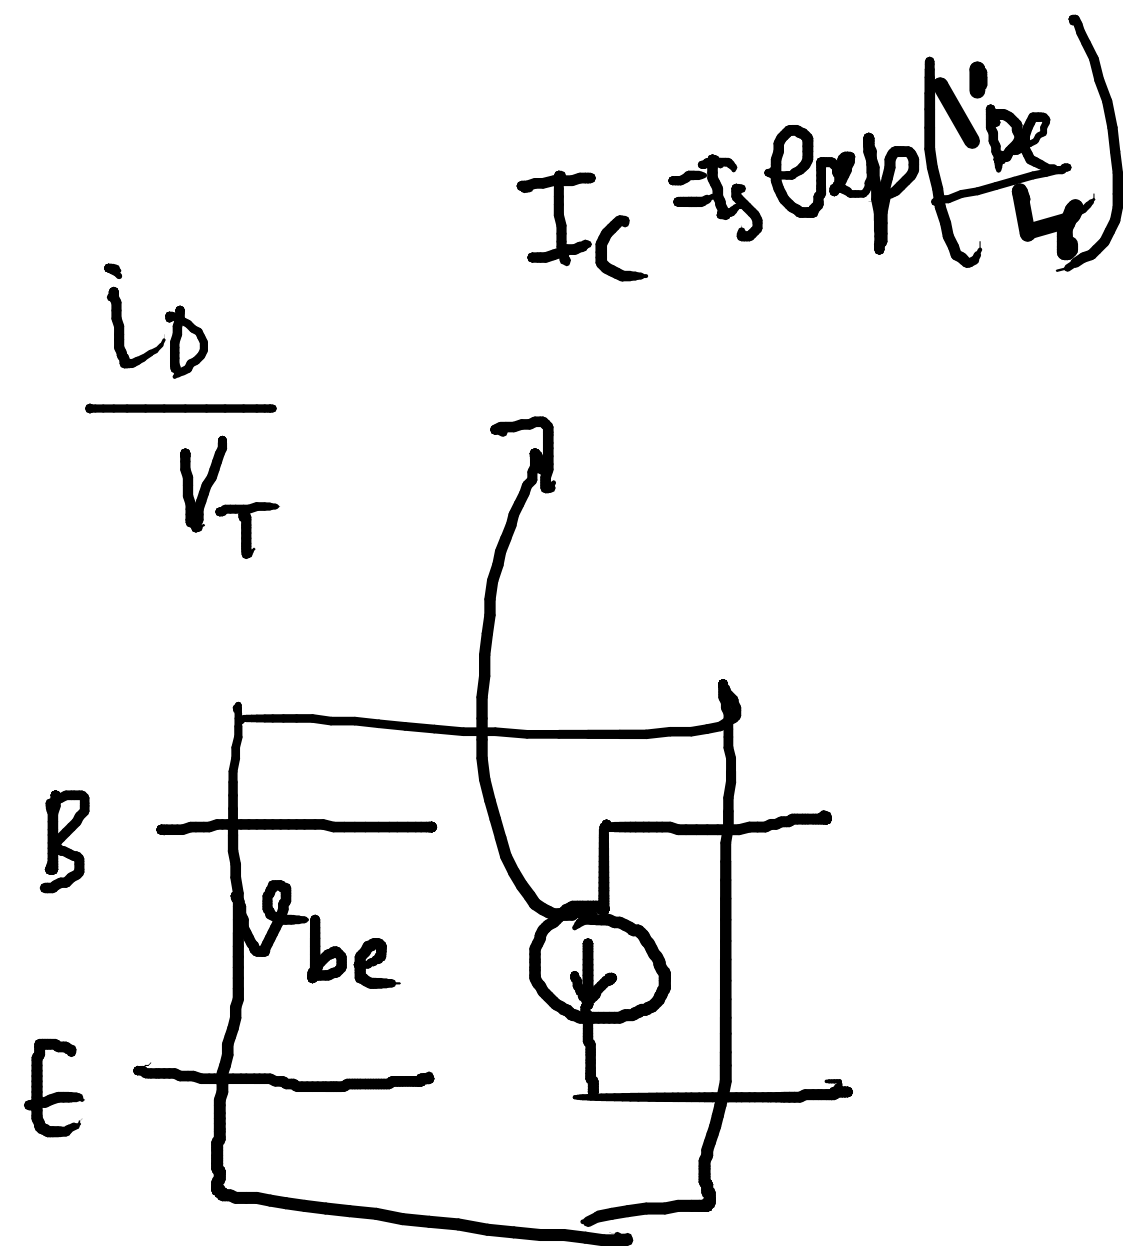 I_C = I_S exp(V_be / V_T)
i_D / V_T
B
v_be
E